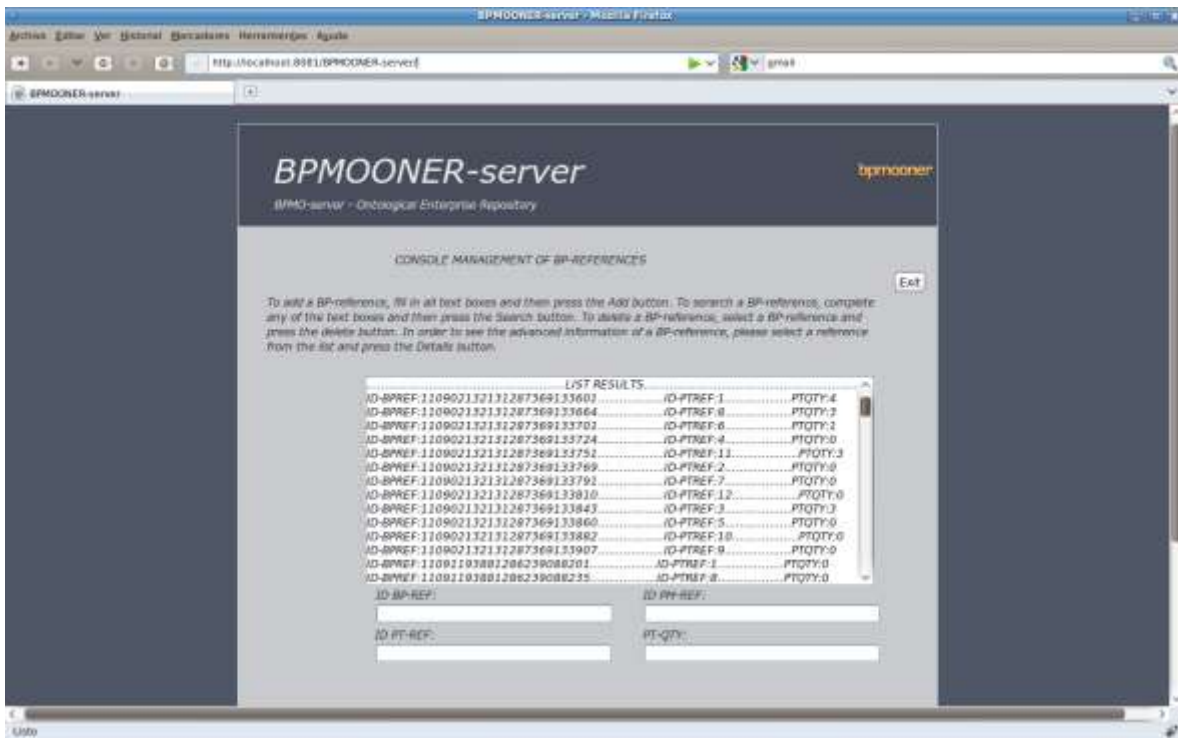 BPMOONER-server - Mozilla Firefox
Archivo Editar Ver Historial Marcadores Herramientas Ayuda
http://localhost:8081/BPMOONER-server/
gmail
BPMOONER-server
BPMOONER-server
bpmooner
BPMO-server - Ontological Enterprise Repository
CONSOLE MANAGEMENT OF BP-REFERENCES
Exit
To add a BP-reference, fill in all text boxes and then press the Add button. To serarch a BP-reference, complete
any of the text boxes and then press the Search button. To delete a BP-reference, select a BP-reference and
press the delete button. In order to see the advanced information of a BP-reference, please select a reference
from the list and press the Details button.
LIST RESULTS
ID-BPREF:110902132131287369133601 ID-PTREF:1 PTQTY:4
ID-BPREF:110902132131287369133664 ID-PTREF:8 PTQTY:3
ID-BPREF:110902132131287369133701 ID-PTREF:6 PTQTY:1
ID-BPREF:110902132131287369133724 ID-PTREF:4 PTQTY:0
ID-BPREF:110902132131287369133751 ID-PTREF:11 PTQTY:3
ID-BPREF:110902132131287369133769 ID-PTREF:2 PTQTY:0
ID-BPREF:110902132131287369133791 ID-PTREF:7 PTQTY:0
ID-BPREF:110902132131287369133810 ID-PTREF:12 PTQTY:0
ID-BPREF:110902132131287369133843 ID-PTREF:3 PTQTY:3
ID-BPREF:110902132131287369133860 ID-PTREF:5 PTQTY:0
ID-BPREF:110902132131287369133882 ID-PTREF:10 PTQTY:0
ID-BPREF:110902132131287369133907 ID-PTREF:9 PTQTY:0
ID-BPREF:11091193881286239088201 ID-PTREF:1 PTQTY:0
ID-BPREF:11091193881286239088235 ID-PTREF:8 PTQTY:0
ID BP-REF: ID PM-REF:
ID PT-REF: PT-QTY:
Listo